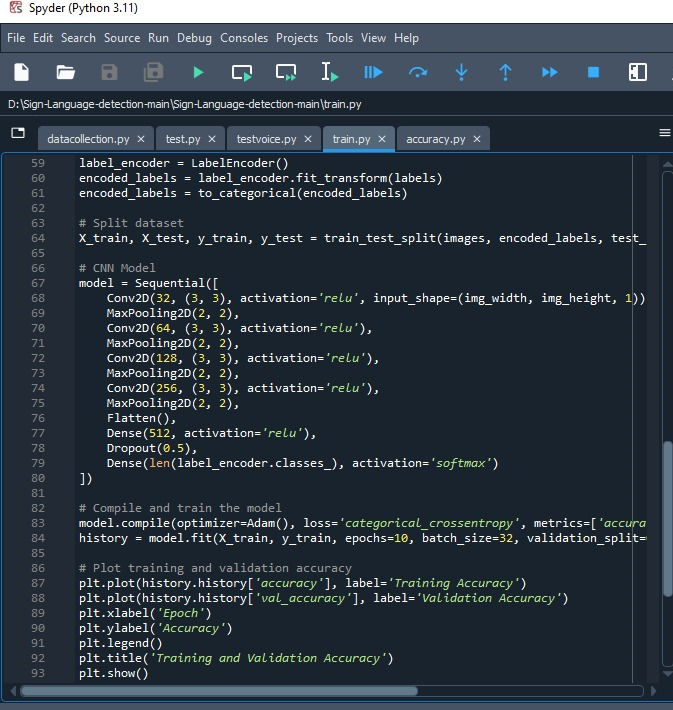 Spyder (Python 3.11)
File Edit Search Source Run Debug Consoles Projects Tools View Help
D:\Sign-Language-detection-main\Sign-Language-detection-main\train.py
datacollection.py × test.py × testvoice.py × train.py × accuracy.py ×
59 label_encoder = LabelEncoder()
60 encoded_labels = label_encoder.fit_transform(labels)
61 encoded_labels = to_categorical(encoded_labels)
62
63 # Split dataset
64 X_train, X_test, y_train, y_test = train_test_split(images, encoded_labels, test_
65
66 # CNN Model
67 model = Sequential([
68     Conv2D(32, (3, 3), activation='relu', input_shape=(img_width, img_height, 1))
69     MaxPooling2D(2, 2),
70     Conv2D(64, (3, 3), activation='relu'),
71     MaxPooling2D(2, 2),
72     Conv2D(128, (3, 3), activation='relu'),
73     MaxPooling2D(2, 2),
74     Conv2D(256, (3, 3), activation='relu'),
75     MaxPooling2D(2, 2),
76     Flatten(),
77     Dense(512, activation='relu'),
78     Dropout(0.5),
79     Dense(len(label_encoder.classes_), activation='softmax')
80 ])
81
82 # Compile and train the model
83 model.compile(optimizer=Adam(), loss='categorical_crossentropy', metrics=['accura
84 history = model.fit(X_train, y_train, epochs=10, batch_size=32, validation_split=
85
86 # Plot training and validation accuracy
87 plt.plot(history.history['accuracy'], label='Training Accuracy')
88 plt.plot(history.history['val_accuracy'], label='Validation Accuracy')
89 plt.xlabel('Epoch')
90 plt.ylabel('Accuracy')
91 plt.legend()
92 plt.title('Training and Validation Accuracy')
93 plt.show()